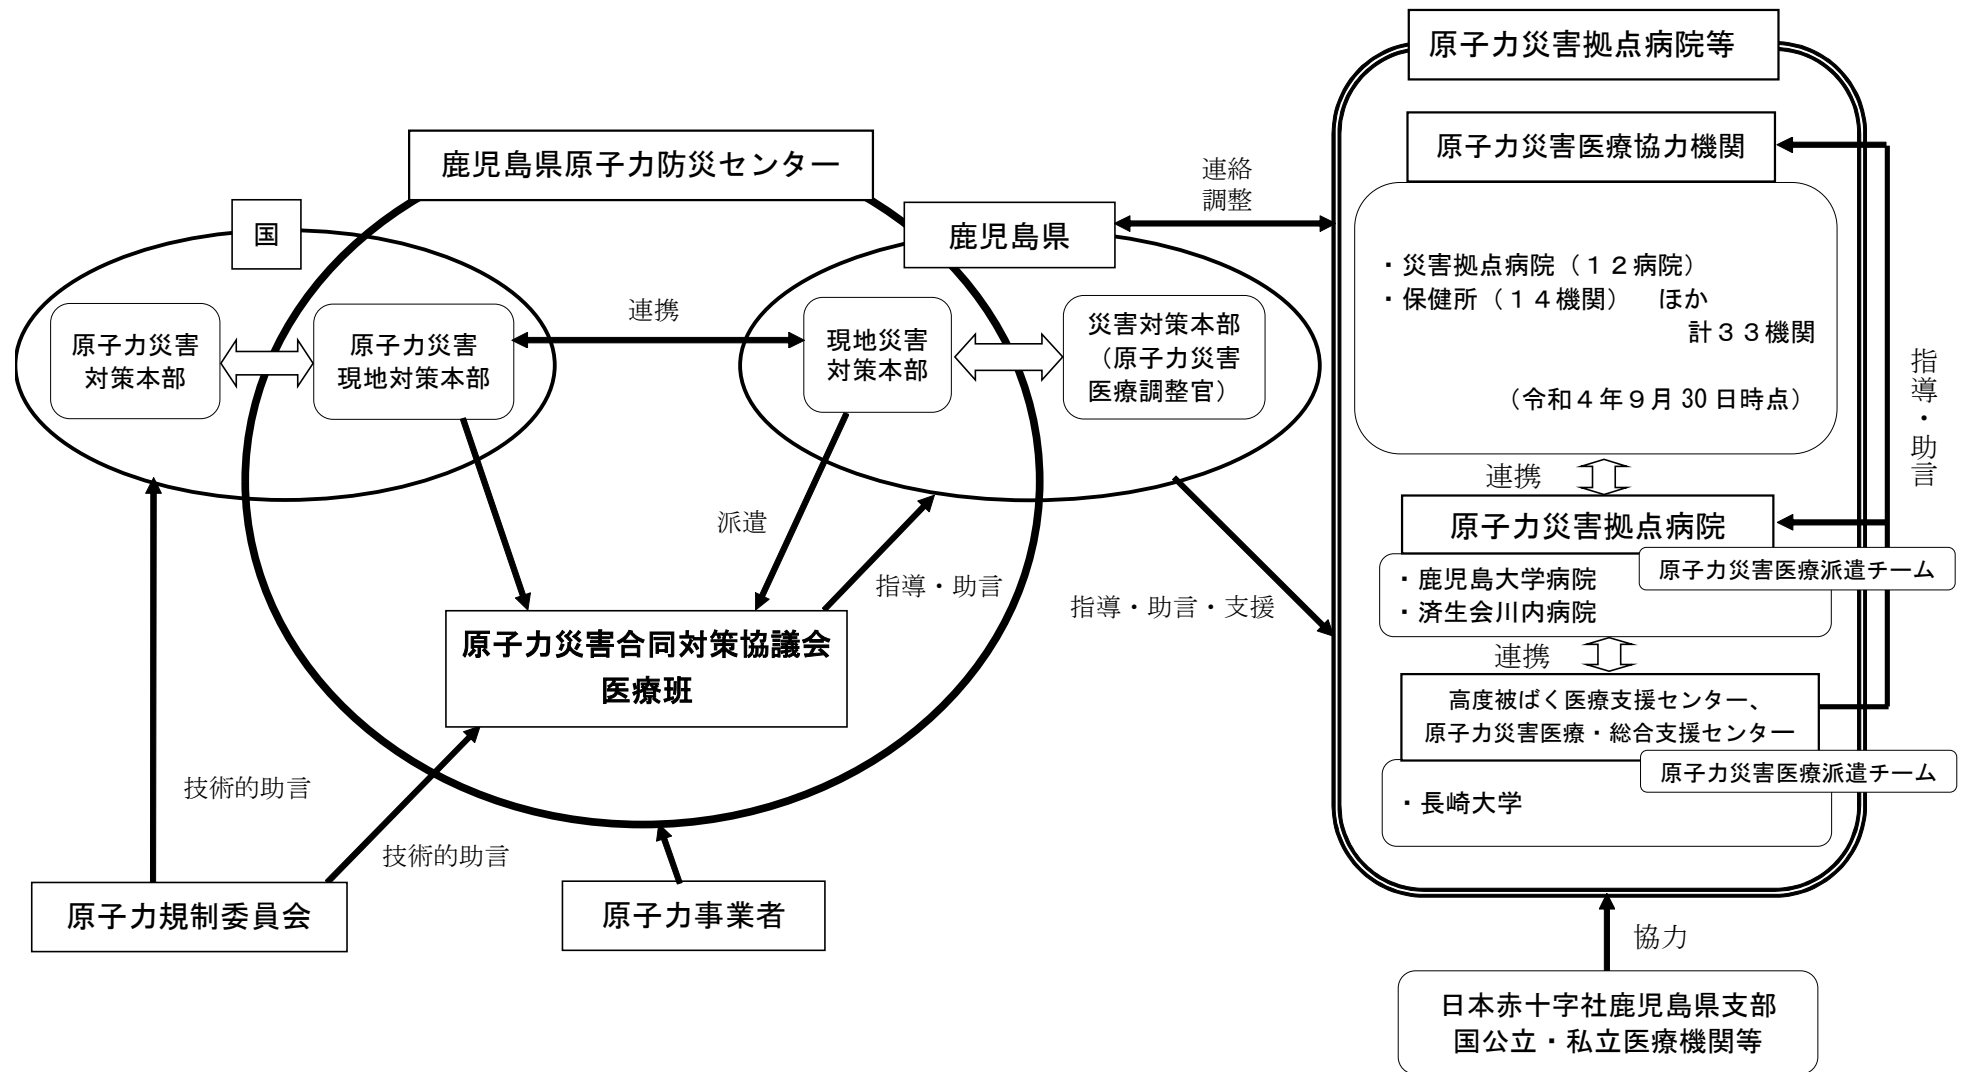 原子力災害拠点病院等
鹿児島県原子力防災センター
国
鹿児島県
原子力災害
対策本部
原子力災害
現地対策本部
連携
現地災害
対策本部
災害対策本部
（原子力災害
医療調整官）
連絡
調整
派遣
指導・助言
指導・助言・支援
原子力災害合同対策協議会
医療班
技術的助言
技術的助言
原子力規制委員会
原子力事業者
原子力災害医療協力機関
・災害拠点病院（１２病院）
・保健所（１４機関）　ほか
計３３機関
（令和４年９月 30 日時点）
連携
原子力災害拠点病院
原子力災害医療派遣チーム
・鹿児島大学病院
・済生会川内病院
連携
高度被ばく医療支援センター、
原子力災害医療・総合支援センター
原子力災害医療派遣チーム
・長崎大学
指導・助言
協力
日本赤十字社鹿児島県支部
国公立・私立医療機関等